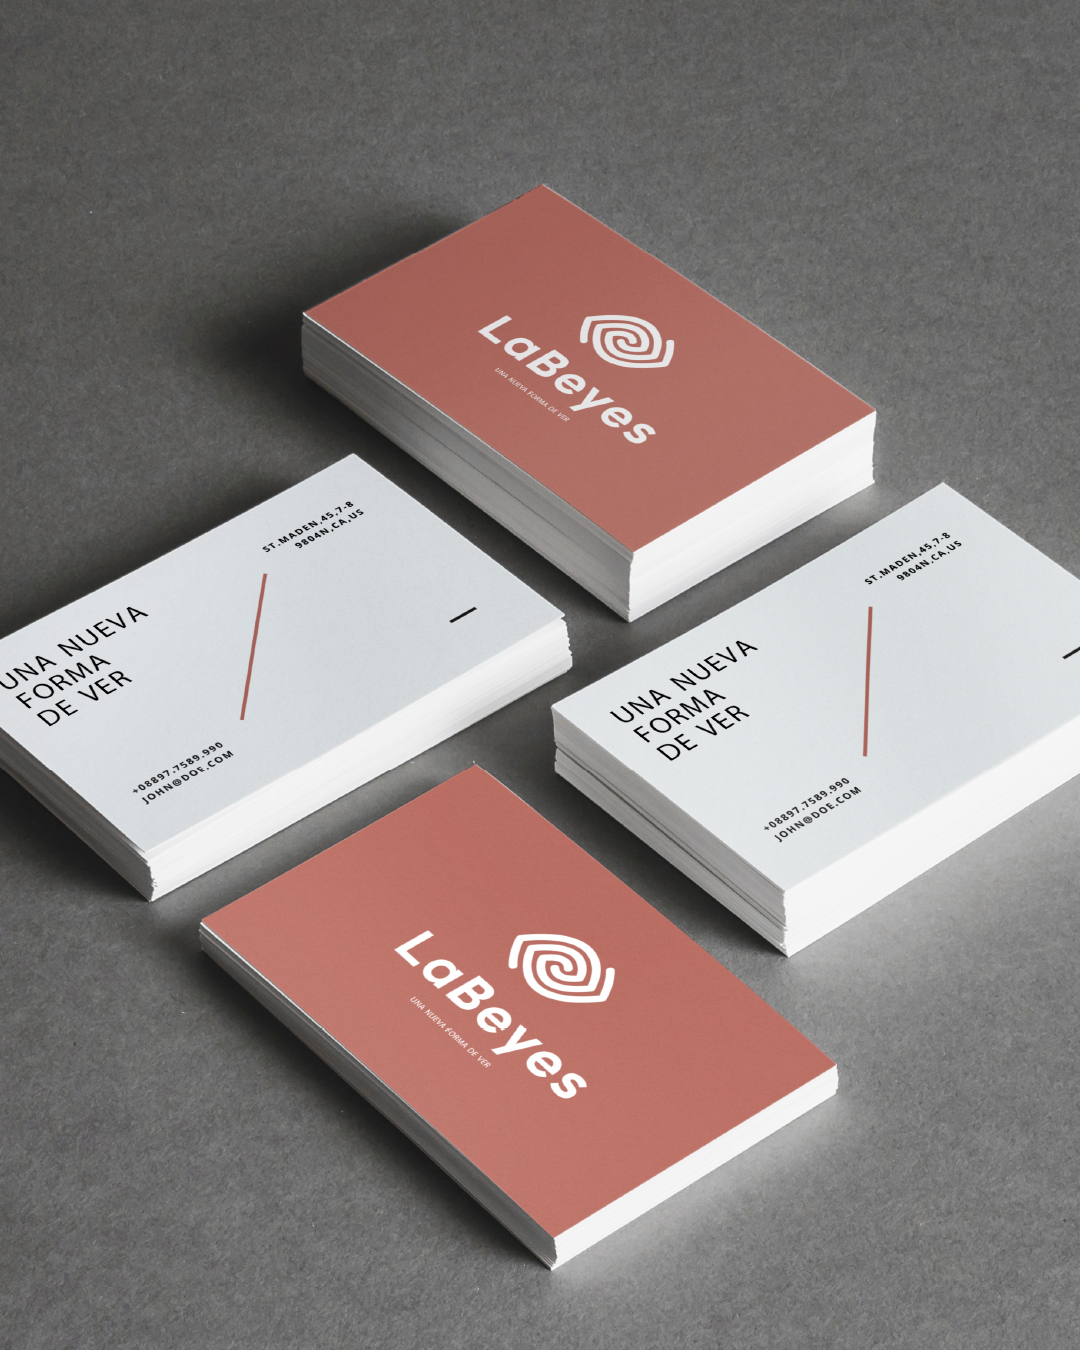 LaBeyes
UNA NUEVA FORMA DE VER
ST.MADEN,45,7-8
9804N,CA,US
UNA NUEVA
FORMA
DE VER
+08897.7589.990
JOHN@DOE.COM
ST.MADEN,45,7-8
9804N,CA,US
UNA NUEVA
FORMA
DE VER
+08897.7589.990
JOHN@DOE.COM
LaBeyes
UNA NUEVA FORMA DE VER